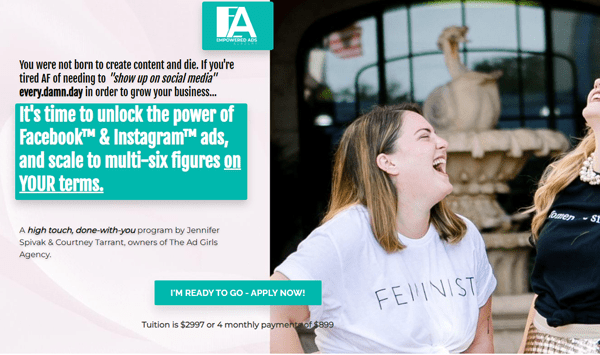 EA
EMPOWERED ADS
You were not born to create content and die. If you're
tired AF of needing to "show up on social media"
every.damn.day in order to grow your business...
It's time to unlock the power of
Facebook™ & Instagram™ ads,
and scale to multi-six figures on
YOUR terms.
A high touch, done-with-you program by Jennifer
Spivak & Courtney Tarrant, owners of The Ad Girls
Agency.
I'M READY TO GO - APPLY NOW!
Tuition is $2997 or 4 monthly payments of $899
FEMINIST